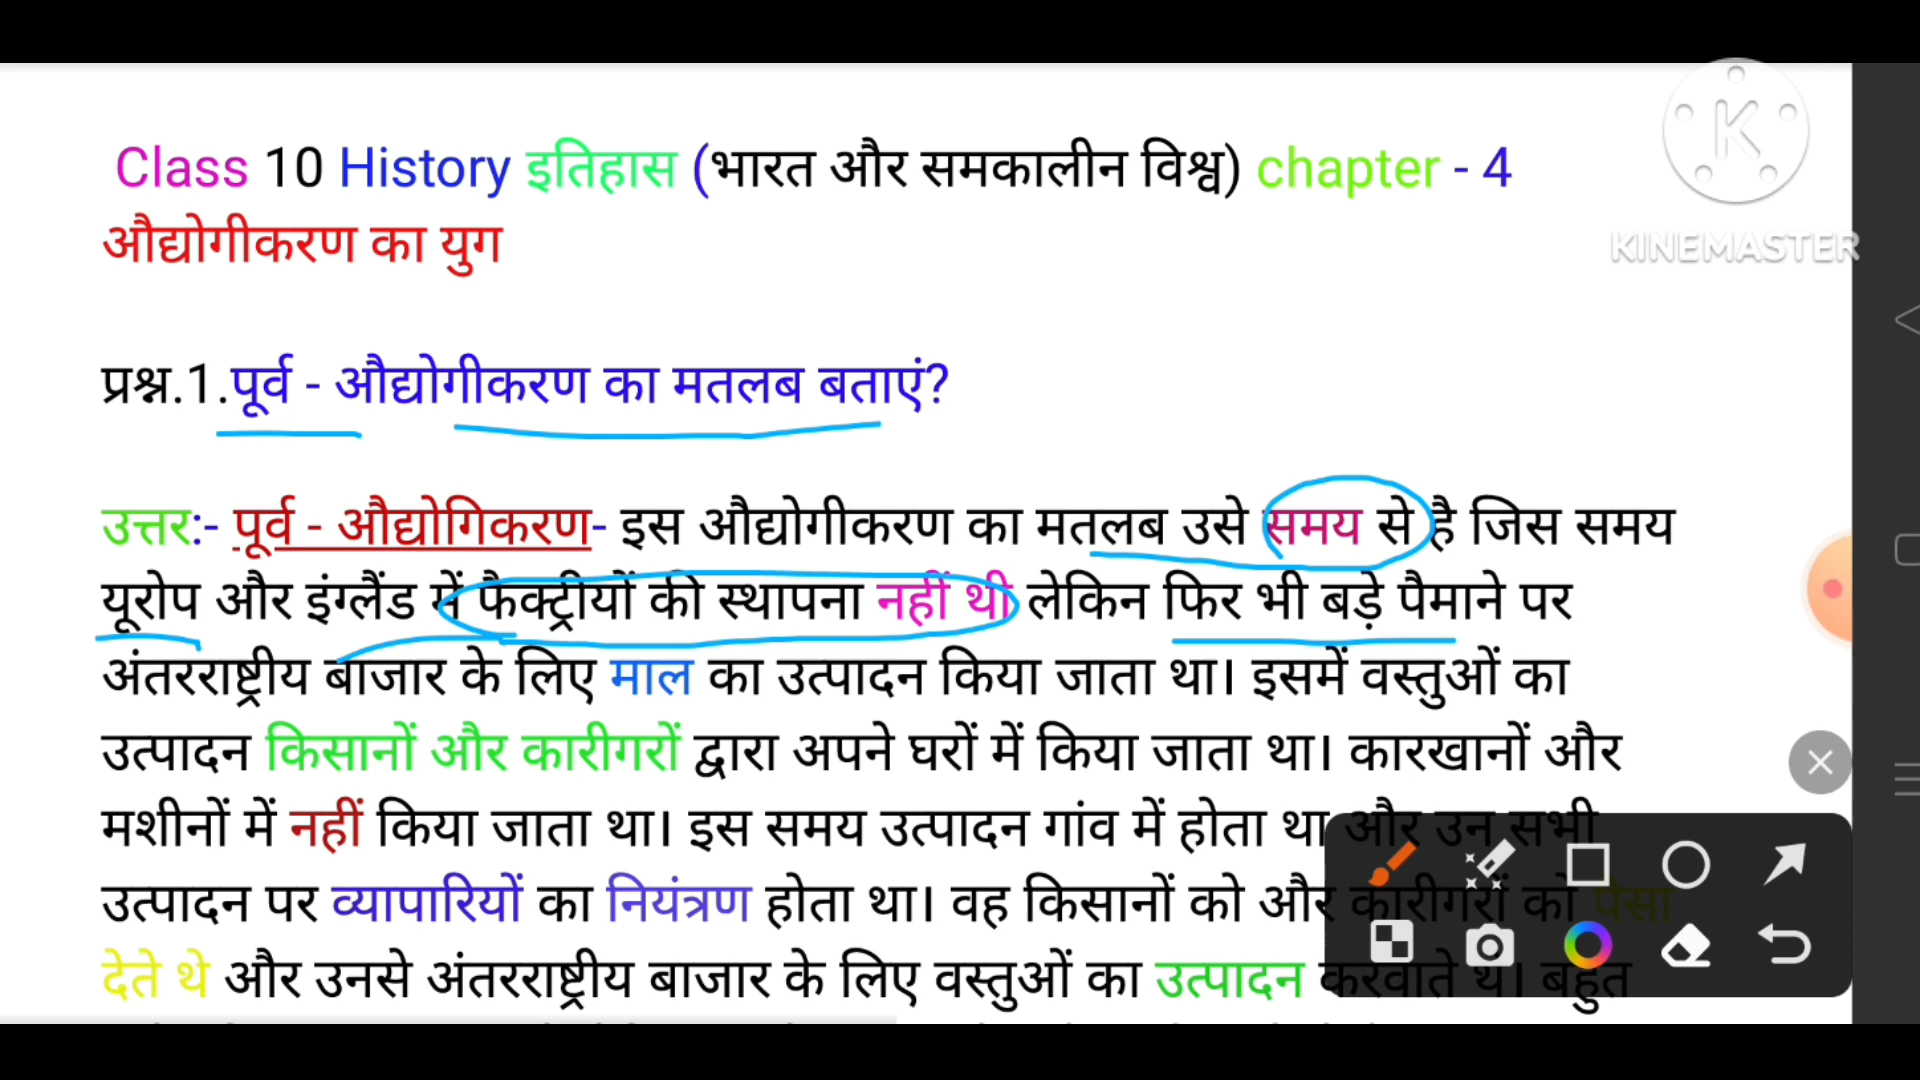 Class 10 History इतिहास (भारत और समकालीन विश्व) chapter - 4
औद्योगीकरण का युग
KINEMASTER
प्रश्न.1.पूर्व - औद्योगीकरण का मतलब बताएं?
उत्तर:- पूर्व - औद्योगिकरण- इस औद्योगीकरण का मतलब उसे समय से है जिस समय
यूरोप और इंग्लैंड में फैक्ट्रीयों की स्थापना नहीं थी लेकिन फिर भी बड़े पैमाने पर
अंतरराष्ट्रीय बाजार के लिए माल का उत्पादन किया जाता था। इसमें वस्तुओं का
उत्पादन किसानों और कारीगरों द्वारा अपने घरों में किया जाता था। कारखानों और
मशीनों में नहीं किया जाता था। इस समय उत्पादन गांव में होता था और उन सभी
उत्पादन पर व्यापारियों का नियंत्रण होता था। वह किसानों को और कारीगरों को पैसा
देते थे और उनसे अंतरराष्ट्रीय बाजार के लिए वस्तुओं का उत्पादन करवाते थे। बहुत